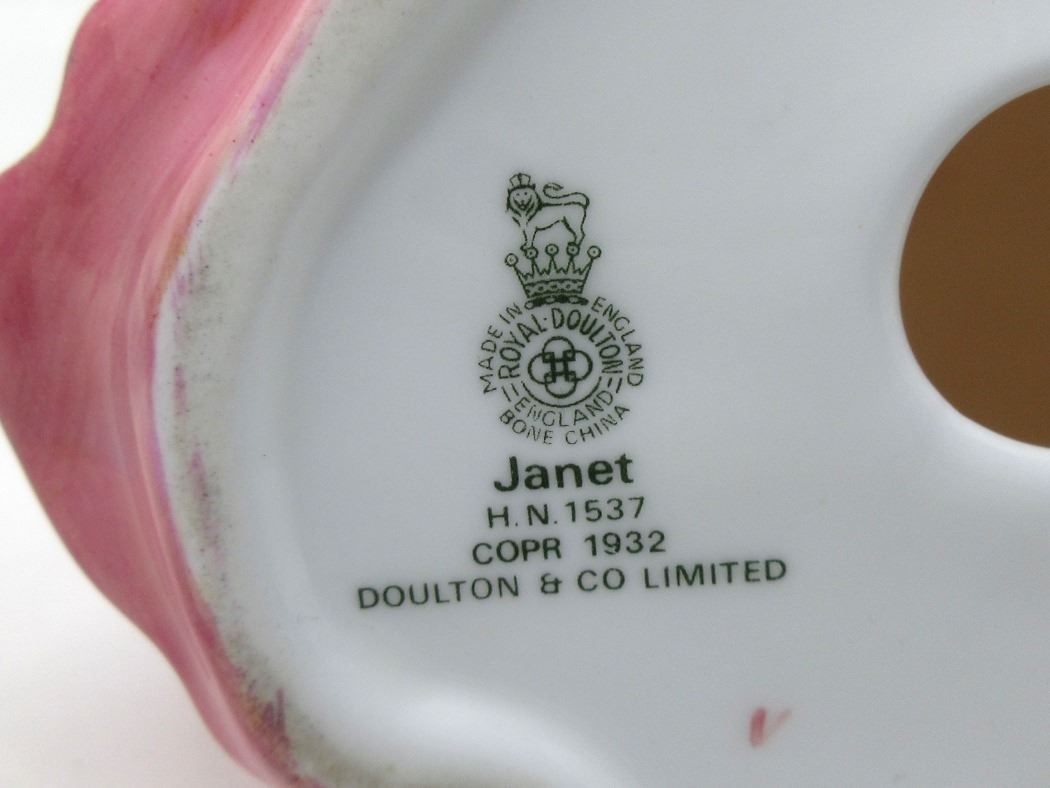 MADE IN ENGLAND
ROYAL·DOULTON
ENGLAND
BONE CHINA
Janet
H.N.1537
COPR 1932
DOULTON & CO LIMITED